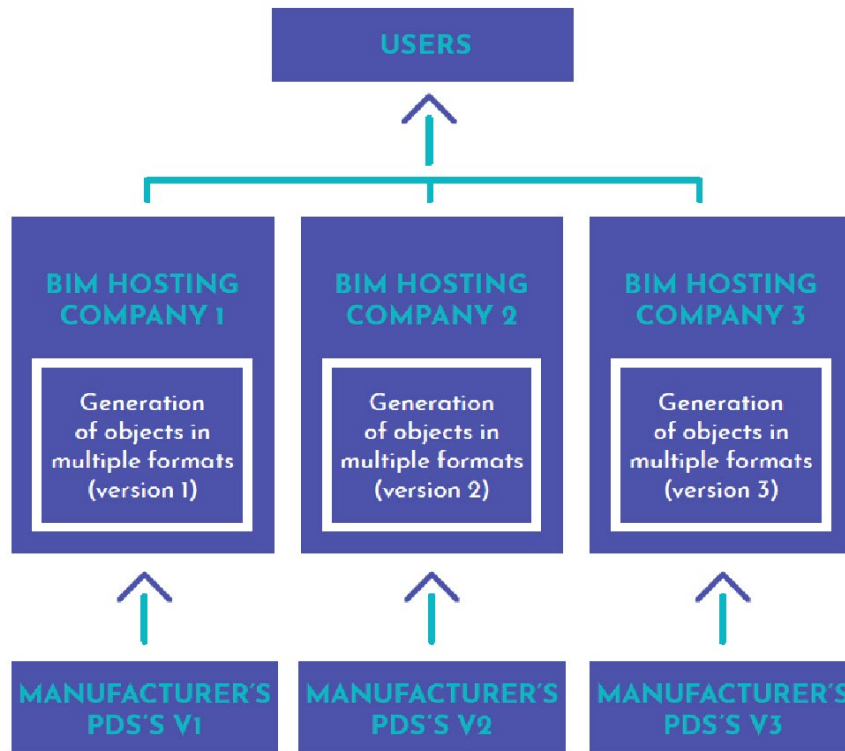 USERS
BIM HOSTING
COMPANY 1
Generation
of objects in
multiple formats
(version 1)
BIM HOSTING
COMPANY 2
Generation
of objects in
multiple formats
(version 2)
BIM HOSTING
COMPANY 3
Generation
of objects in
multiple formats
(version 3)
MANUFACTURER´S
PDS´S V1
MANUFACTURER´S
PDS´S V2
MANUFACTURER´S
PDS´S V3